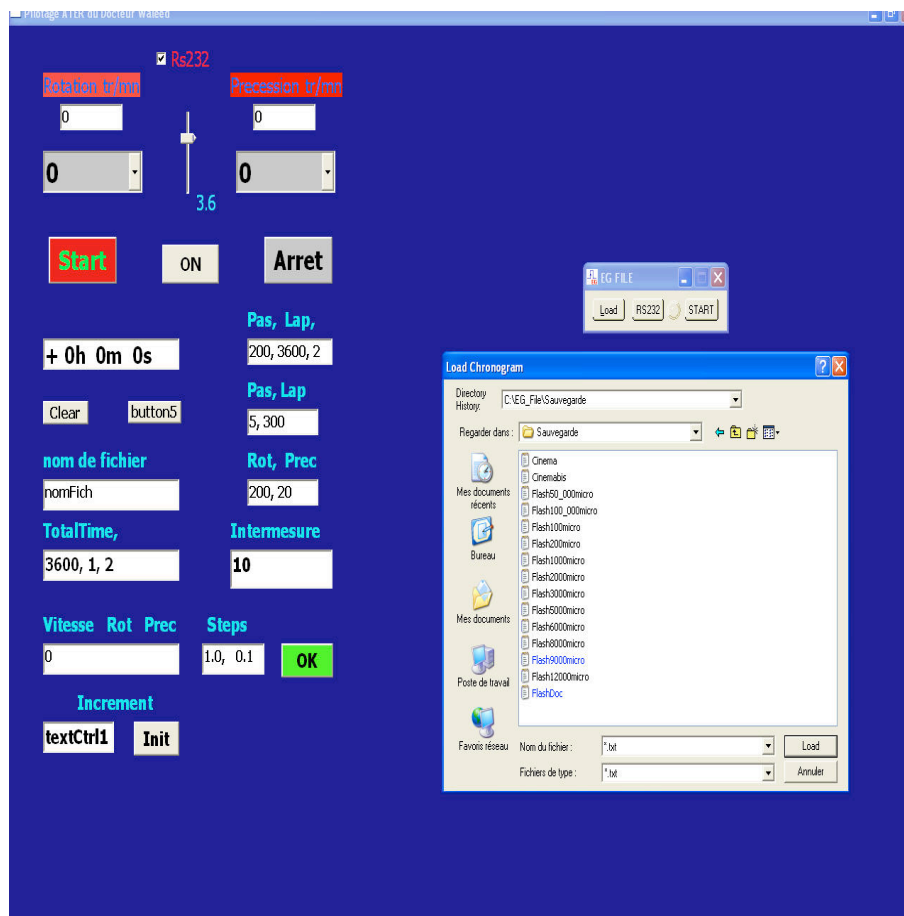 Pilotage ATER du Docteur Waleed
Rs232
Rotation tr/mn
Precession tr/mn
0
0
0
0
3.6
Start
ON
Arret
Pas, Lap,
+ 0h 0m 0s
200, 3600, 2
Pas, Lap
Clear
button5
5, 300
nom de fichier
Rot, Prec
nomFich
200, 20
TotalTime,
Intermesure
3600, 1, 2
10
Vitesse Rot Prec
Steps
0
1.0, 0.1
OK
Increment
textCtrl1
Init
EG FILE
Load
RS232
START
Load Chronogram
Directory History:
C:\EG_File\Sauvegarde
Regarder dans :
Sauvegarde
Mes documents récents
Bureau
Mes documents
Poste de travail
Favoris réseau
Cinema
Cinemabis
Flash50_000micro
Flash100_000micro
Flash100micro
Flash200micro
Flash1000micro
Flash2000micro
Flash3000micro
Flash5000micro
Flash6000micro
Flash8000micro
Flash9000micro
Flash12000micro
FlashDoc
Nom du fichier :
*.txt
Load
Fichiers de type :
*.txt
Annuler